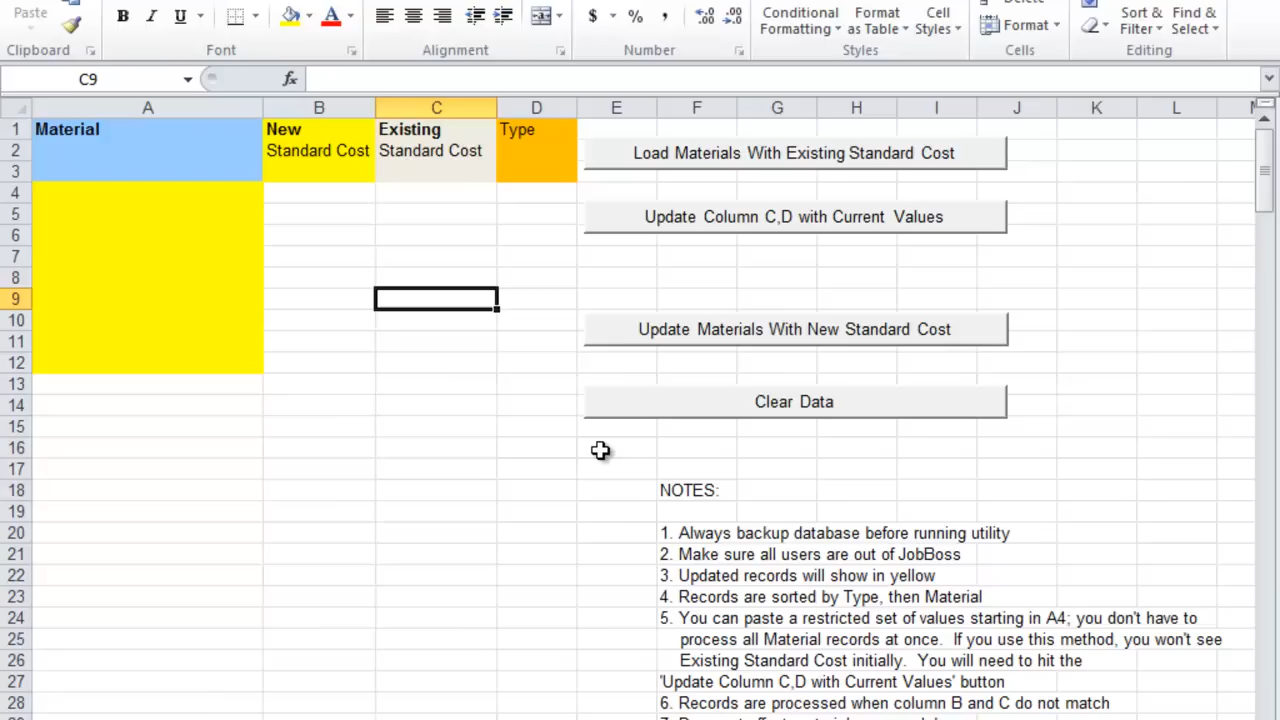 Paste
B I U
A
$ % ,
Conditional Format Cell
Formatting as Table Styles
Format
Sort & Find &
Filter Select
Clipboard Font Alignment Number Styles Cells Editing
C9 fx
A B C D E F G H I J K L
1 Material New Existing Type
2 Standard Cost Standard Cost
Load Materials With Existing Standard Cost
3
4
5 Update Column C,D with Current Values
6
7
8
9
10
Update Materials With New Standard Cost
11
12
13
14 Clear Data
15
16
17
18 NOTES:
19
20 1. Always backup database before running utility
21 2. Make sure all users are out of JobBoss
22 3. Updated records will show in yellow
23 4. Records are sorted by Type, then Material
24 5. You can paste a restricted set of values starting in A4; you don't have to
25 process all Material records at once. If you use this method, you won't see
26 Existing Standard Cost initially. You will need to hit the
27 'Update Column C,D with Current Values' button
28 6. Records are processed when column B and C do not match